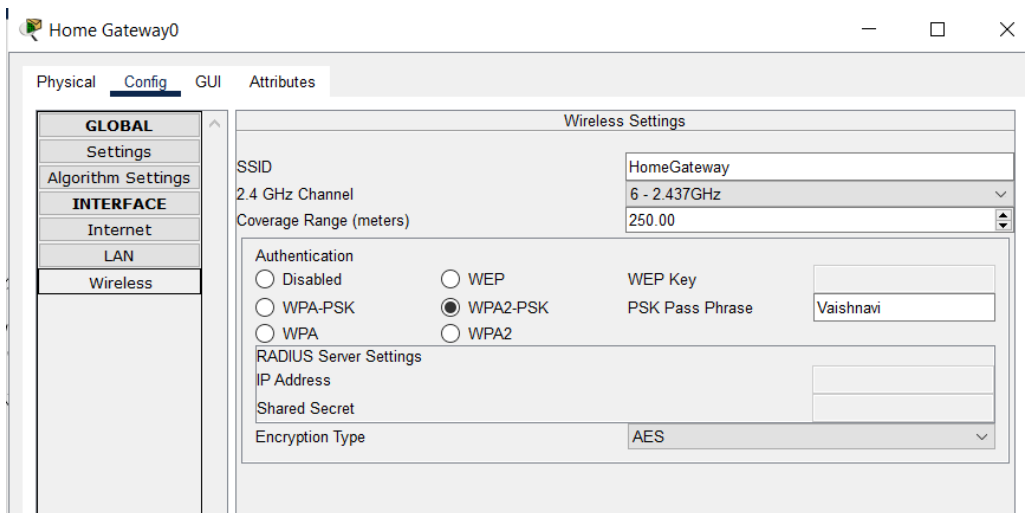 Home Gateway0
Physical Config GUI Attributes
GLOBAL
Settings
Algorithm Settings
INTERFACE
Internet
LAN
Wireless
Wireless Settings
SSID HomeGateway
2.4 GHz Channel 6 - 2.437GHz
Coverage Range (meters) 250.00
Authentication
Disabled WEP WEP Key
WPA-PSK WPA2-PSK PSK Pass Phrase Vaishnavi
WPA WPA2
RADIUS Server Settings
IP Address
Shared Secret
Encryption Type AES